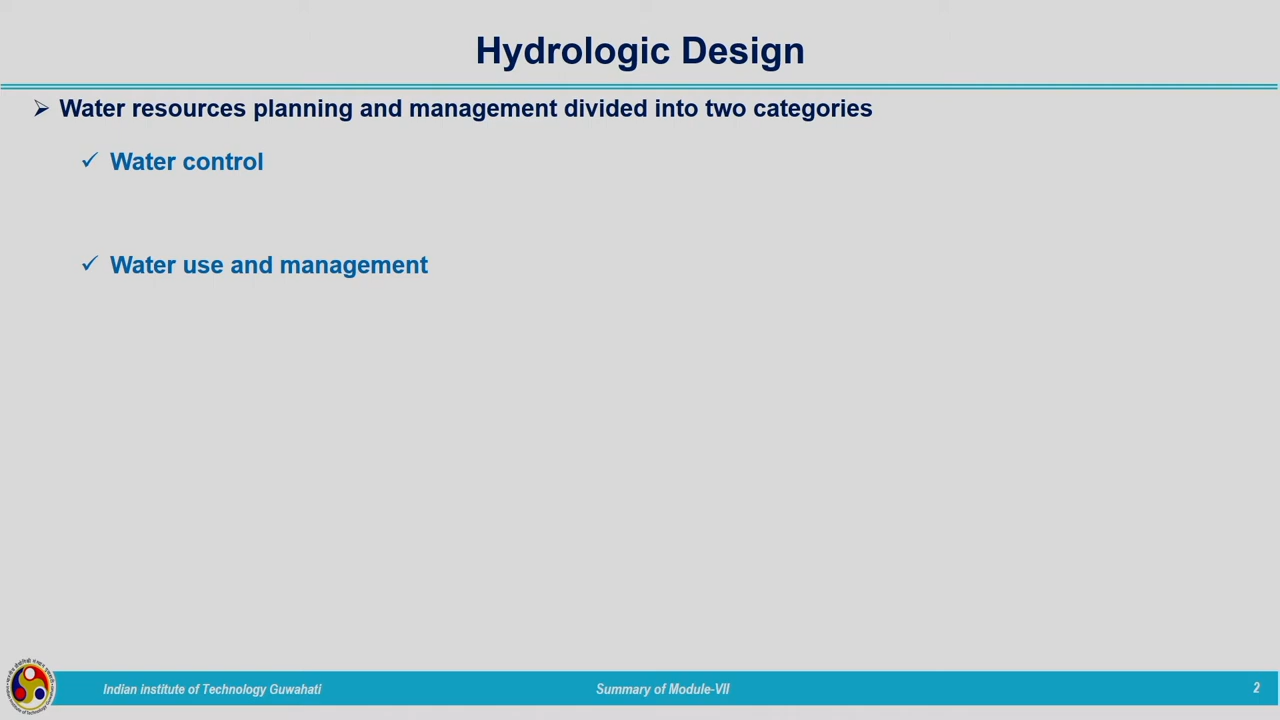 Hydrologic Design
➢ Water resources planning and management divided into two categories
✓ Water control
✓ Water use and management
Indian institute of Technology Guwahati
Summary of Module-VII
2